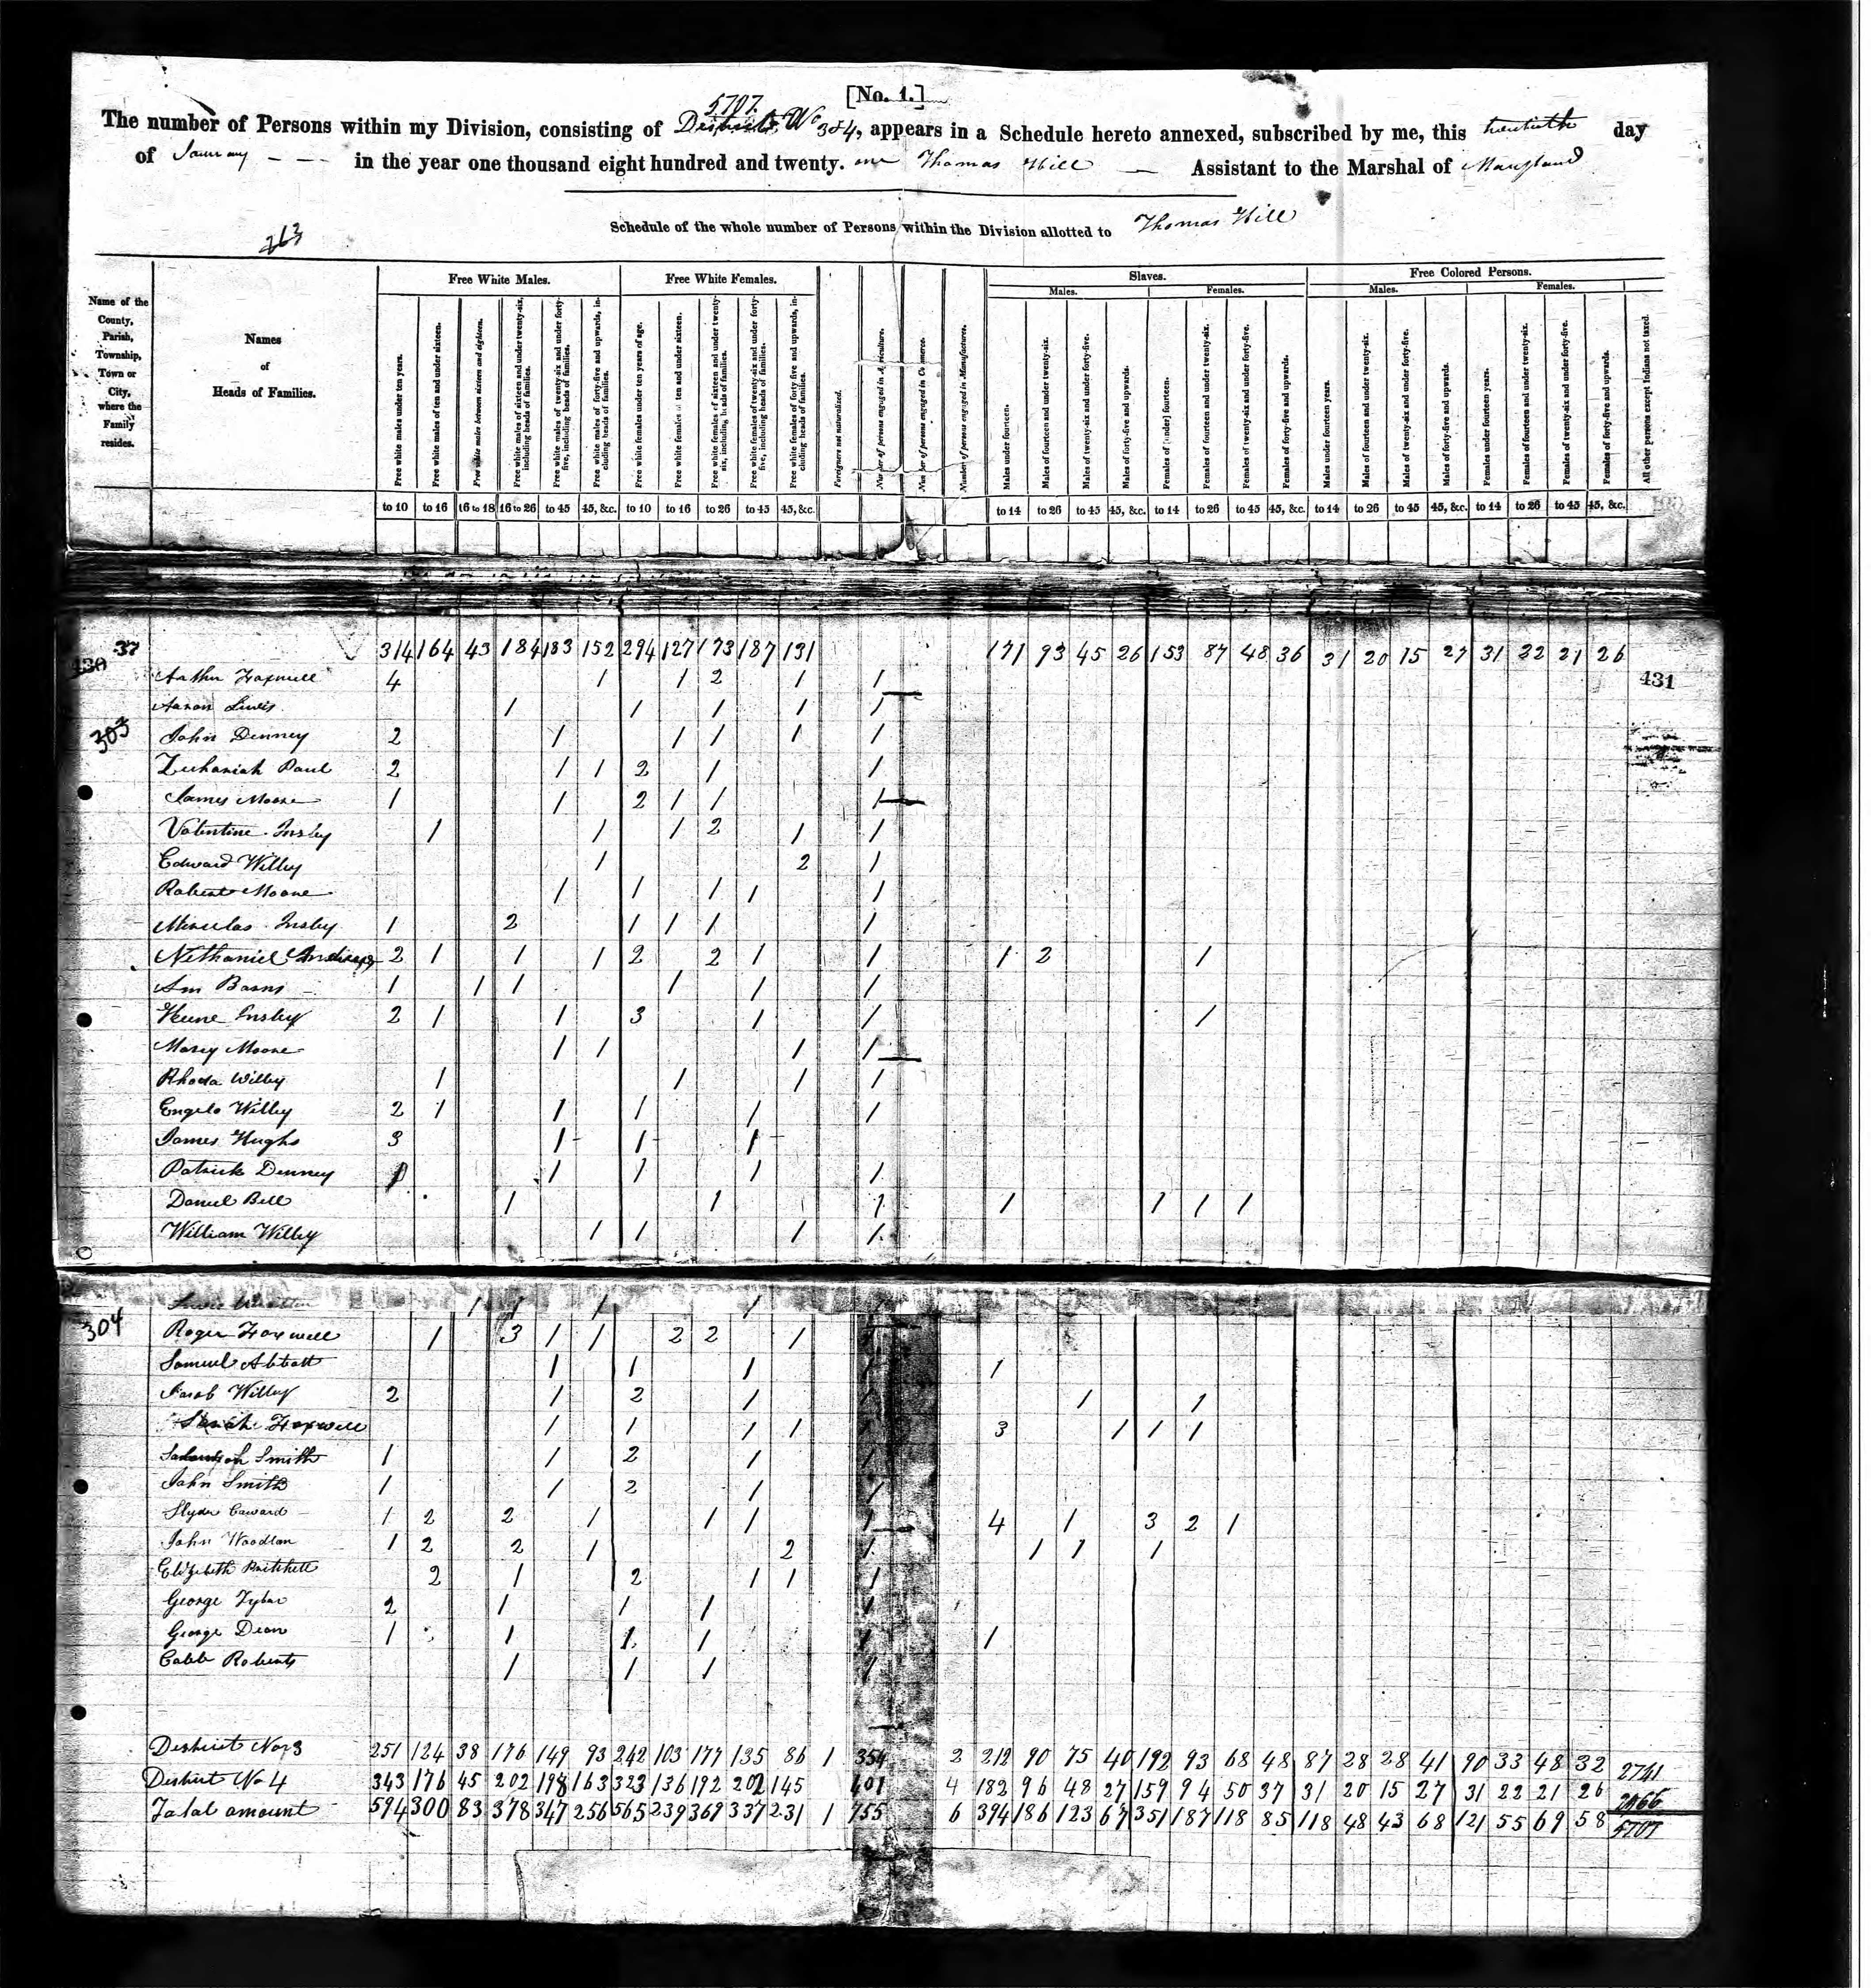 [No. 1.]
5707
The number of Persons within my Division, consisting of Districts No 3 & 4, appears in a Schedule hereto annexed, subscribed by me, this twentieth day
of January - - - in the year one thousand eight hundred and twenty. one Thomas Hill — Assistant to the Marshal of Maryland
Schedule of the whole number of Persons within the Division allotted to Thomas Hill
263
Name of the County, Parish, Township, Town or City, where the Family resides.
Names of Heads of Families.
Free White Males.
Free white males under ten years.
Free white males of ten and under sixteen.
Free white males between sixteen and eighteen.
Free white males of sixteen and under twenty-six, including heads of families.
Free white males of twenty-six and under forty-five, including heads of families.
Free white males of forty-five and upwards, including heads of families.
Free White Females.
Free white females under ten years of age.
Free white females of ten and under sixteen.
Free white females of sixteen and under twenty-six, including heads of families.
Free white females of twenty-six and under forty-five, including heads of families.
Free white females of forty five and upwards, including heads of families.
Foreigners not naturalized.
Number of persons engaged in Agriculture.
Number of persons engaged in Commerce.
Number of persons engaged in Manufactures.
Slaves.
Males.
Males under fourteen.
Males of fourteen and under twenty-six.
Males of twenty-six and under forty-five.
Males of forty-five and upwards.
Females.
Females of [under] fourteen.
Females of fourteen and under twenty-six.
Females of twenty-six and under forty-five.
Females of forty-five and upwards.
Free Colored Persons.
Males.
Males under fourteen years.
Males of fourteen and under twenty-six.
Males of twenty-six and under forty-five.
Males of forty-five and upwards.
Females.
Females under fourteen years.
Females of fourteen and under twenty-six.
Females of twenty-six and under forty-five.
Females of forty-five and upwards.
All other persons except Indians not taxed.
to 10 to 16 16 to 18 16 to 26 to 45 45, &c. to 10 to 16 to 26 to 45 45, &c. to 14 to 26 to 45 45, &c. to 14 to 26 to 45 45, &c. to 14 to 26 to 45 45, &c. to 14 to 26 to 45 45, &c.
37 314 164 43 184 183 152 294 127 173 187 131 171 93 45 26 153 87 48 36 31 20 15 27 31 22 21 26
430 Foxwell 4 1 1 2 1 1 431
Aaron Lewis 1 1 1 1 1
303 John Denney 2 1 1 1 1 1
Zechariah Paul 2 1 1 2 1 1
James Moore 1 1 2 1 1 1
Valentine Insley 1 1 1 2 1 1
Edward Willey 1 2 1
Robert Moore 1 1 1 1 1
Insley 1 2 1 1 1 1
Nathaniel 2 1 1 1 2 2 1 1 1 2 1
Barns 1 1 1 1 1 1
Keene Insley 2 1 1 3 1 1 1
Mary Moore 1 1 1 1
Rhoda Willey 1 1 1 1
Engelo Willey 2 1 1 1 1 1
James Hughs 3 1 1 1
Patrick Denney 1 1 1 1 1
Daniel Bell 1 1 1 1 1 1 1
William Willey 1 1 1 1
1 1 1 1 1
304 Roger Foxwell 1 3 1 1 2 2 1 1
Samuel Abbott 1 1 1 1 1
Jacob Willey 2 1 2 1 1 1 1
Sarah Foxwell 1 1 1 1 1 3 1 1 1
Smith 1 1 2 1 1
John Smith 1 1 2 1 1
1 2 2 1 1 1 1 4 1 3 2 1
John Woodlan 1 2 2 1 2 1 1 1 1
Elizabeth Pritchett 2 1 2 1 1 1
George Tylor 2 1 1 1 1
George Dean 1 1 1 1 1 1
Caleb Roberts 1 1 1 1
District No 3 251 124 38 176 149 93 242 103 177 135 86 1 354 2 212 90 75 40 192 93 68 48 87 28 28 41 90 33 48 32 2741
District No 4 343 176 45 202 198 163 323 136 192 202 145 401 4 182 96 48 27 159 94 50 37 31 20 15 27 31 22 21 26 2966
Total amount 594 300 83 378 347 256 565 239 369 337 231 1 755 6 394 186 123 67 351 187 118 85 118 48 43 68 121 55 69 58 5707